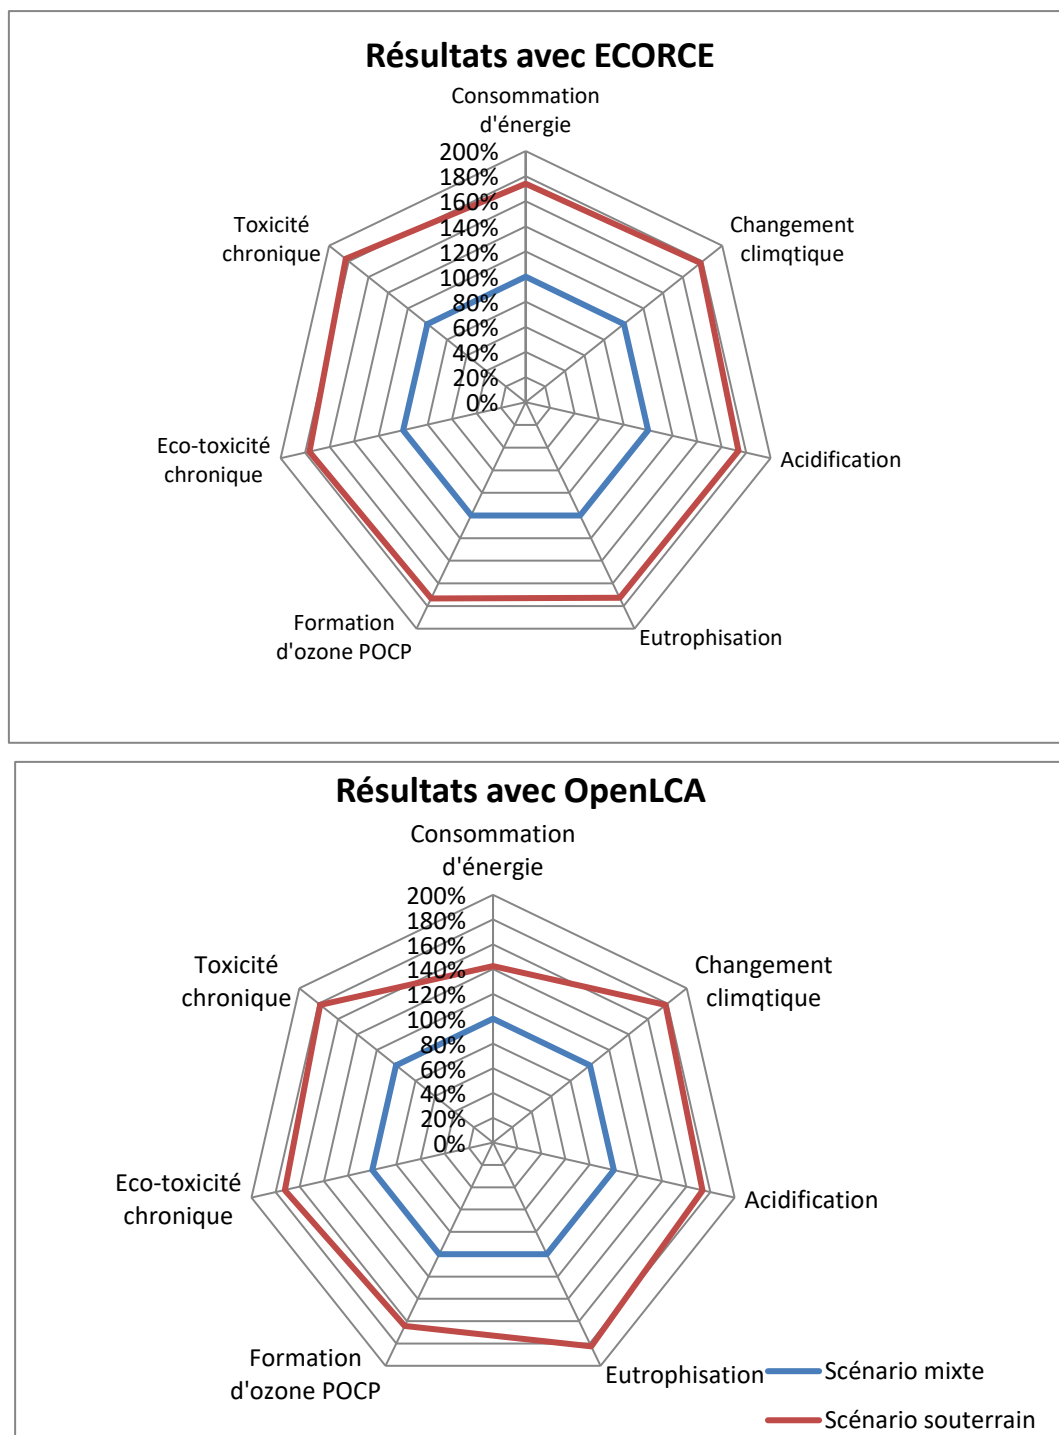 Résultats avec ECORCE
Consommation
d'énergie
200%
180%
160%
140%
120%
100%
80%
60%
40%
20%
0%
Changement
climqtique
Acidification
Eutrophisation
Formation
d'ozone POCP
Eco-toxicité
chronique
Toxicité
chronique
Résultats avec OpenLCA
Consommation
d'énergie
200%
180%
160%
140%
120%
100%
80%
60%
40%
20%
0%
Changement
climqtique
Acidification
Eutrophisation
Formation
d'ozone POCP
Eco-toxicité
chronique
Toxicité
chronique
Scénario mixte
Scénario souterrain